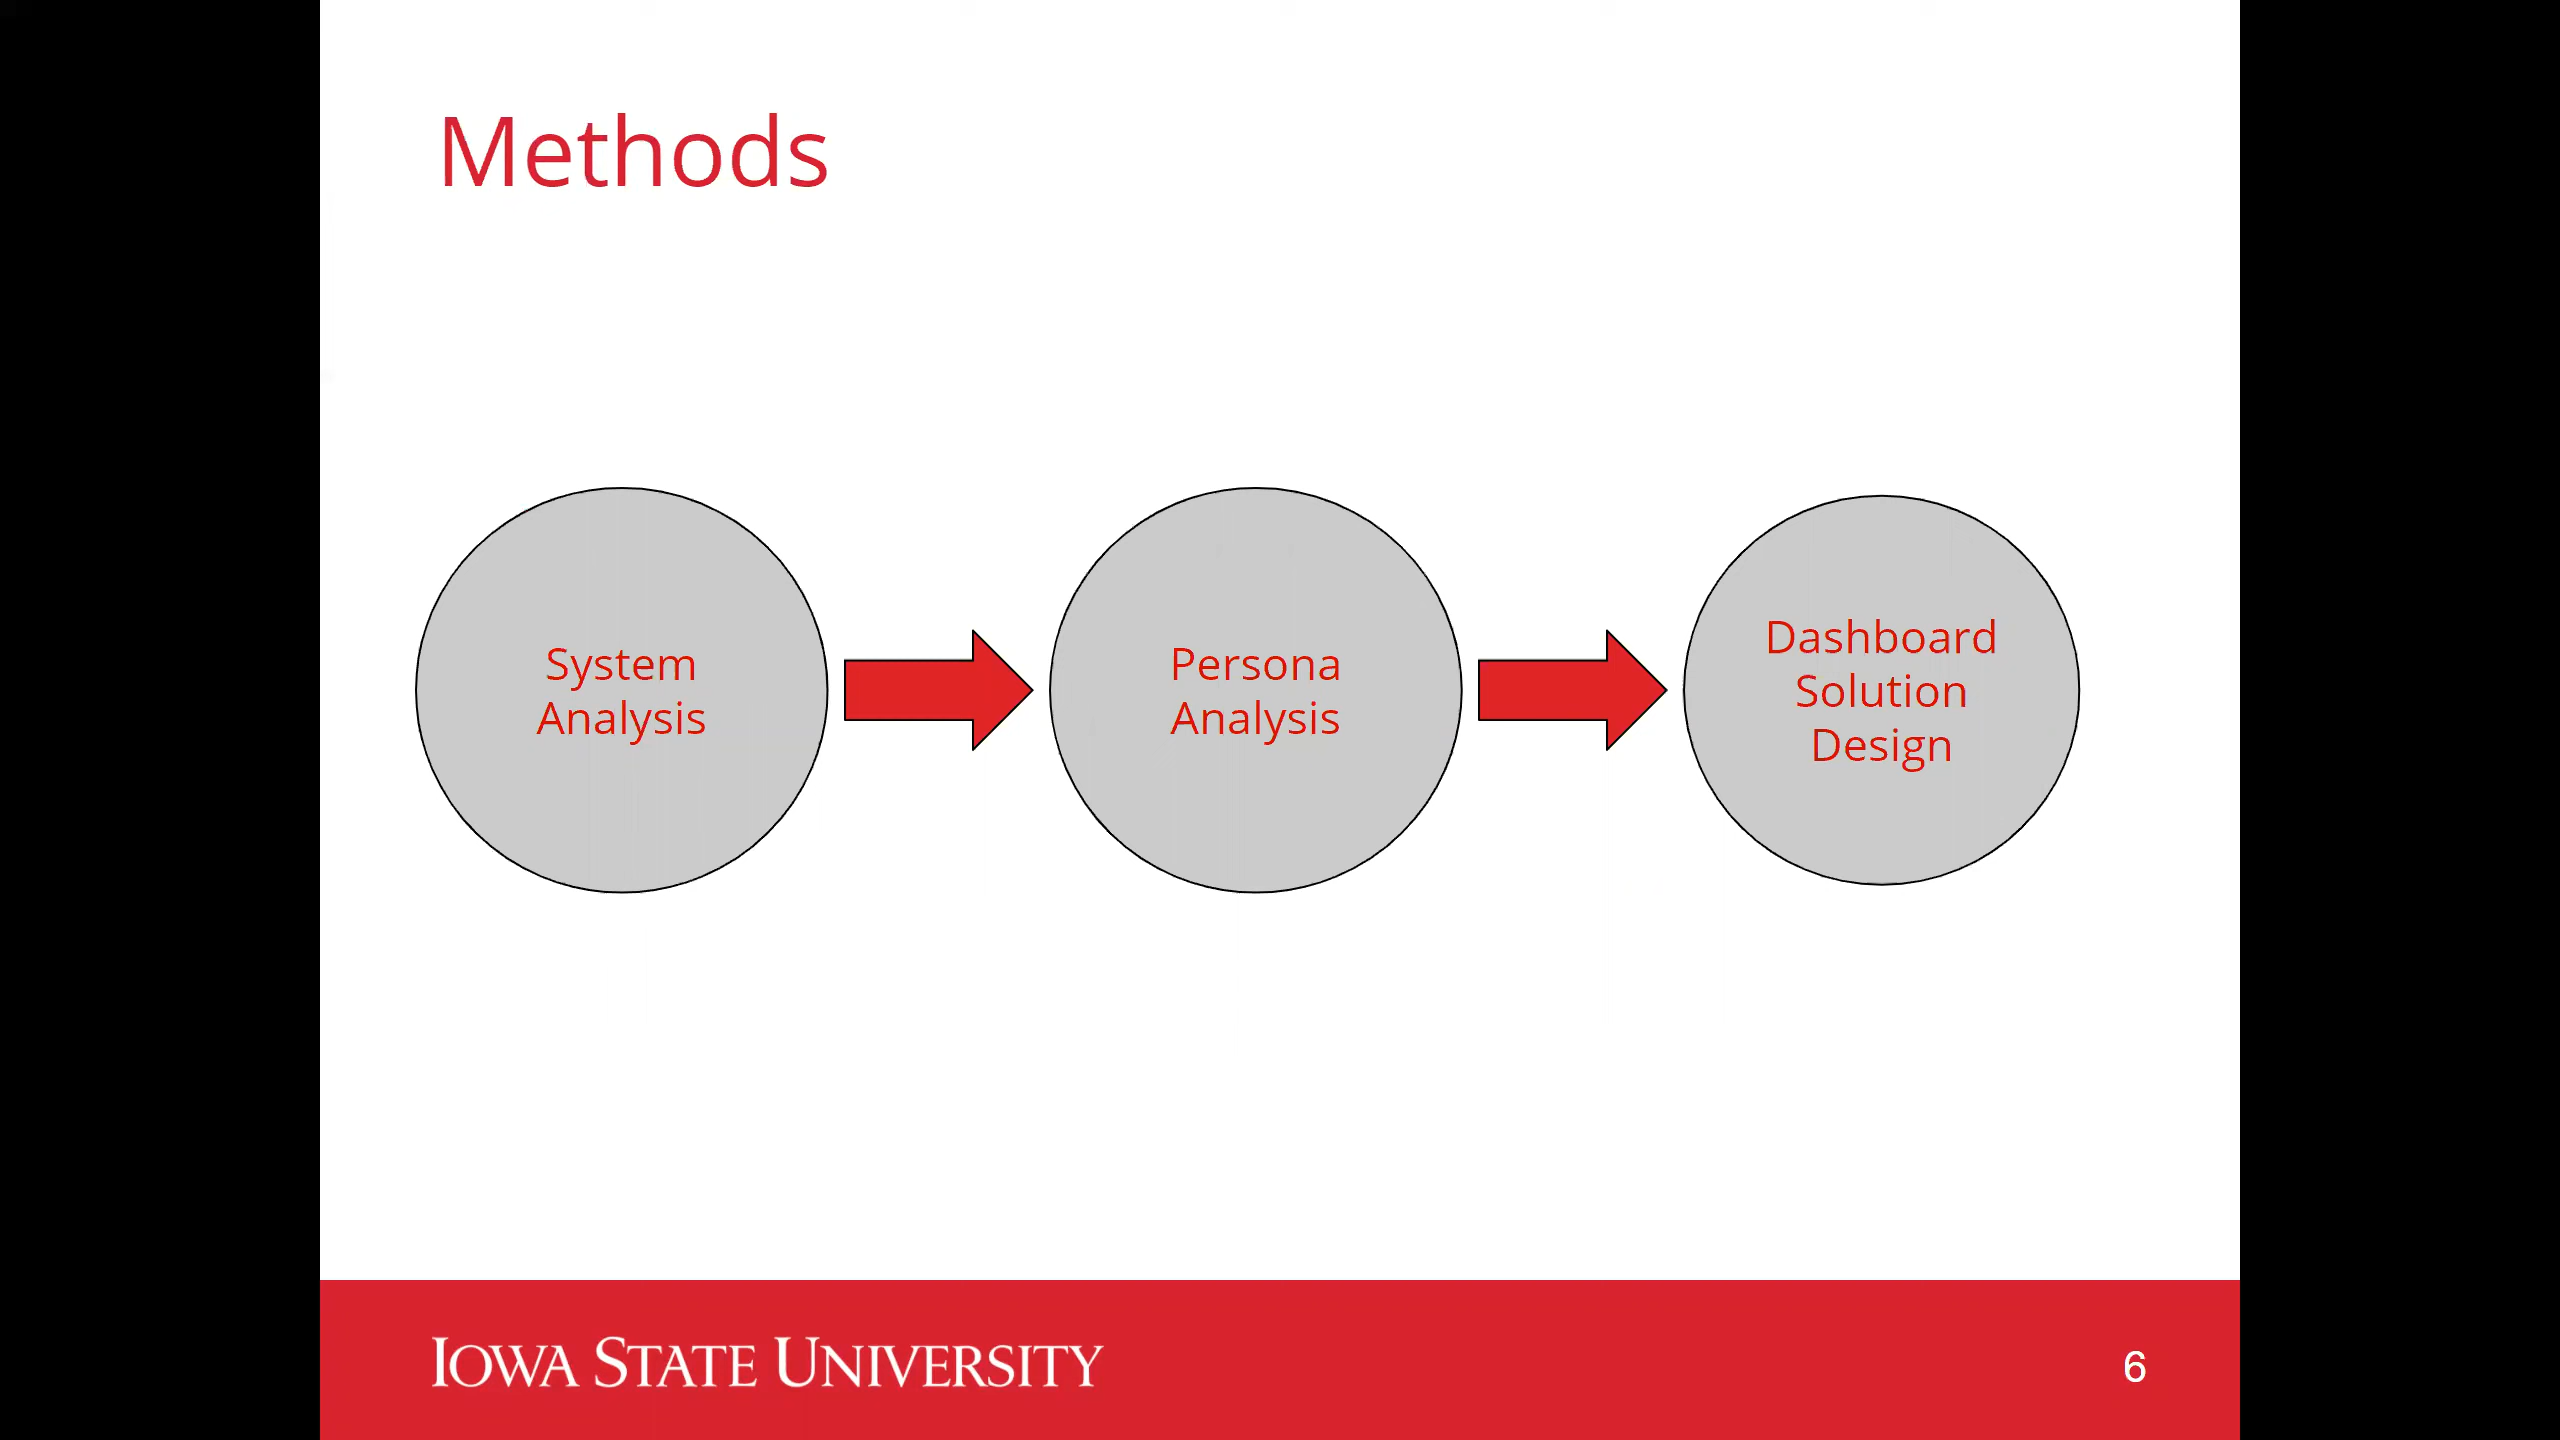 Methods
System
Analysis
Persona
Analysis
Dashboard
Solution
Design
IOWA STATE UNIVERSITY
6